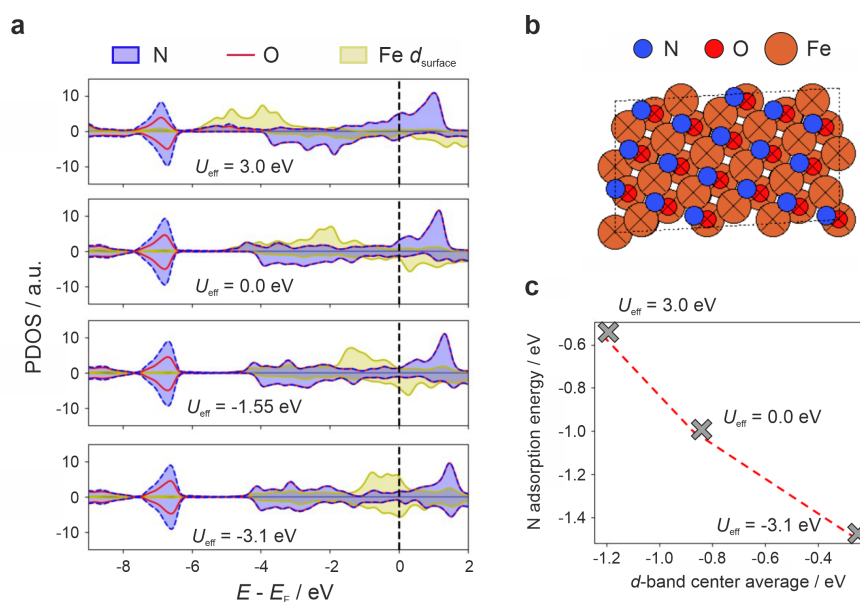 a
N O Fe d surface
10
0
-10
U eff = 3.0 eV
10
0
-10
U eff = 0.0 eV
10
0
-10
U eff = -1.55 eV
10
0
-10
U eff = -3.1 eV
PDOS / a.u.
-8 -6 -4 -2 0 2
E - E F / eV
b
N O Fe
c
U eff = 3.0 eV
-0.6
-0.8
-1.0
-1.2
-1.4
U eff = 0.0 eV
U eff = -3.1 eV
N adsorption energy / eV
-1.2 -1.0 -0.8 -0.6 -0.4
d-band center average / eV